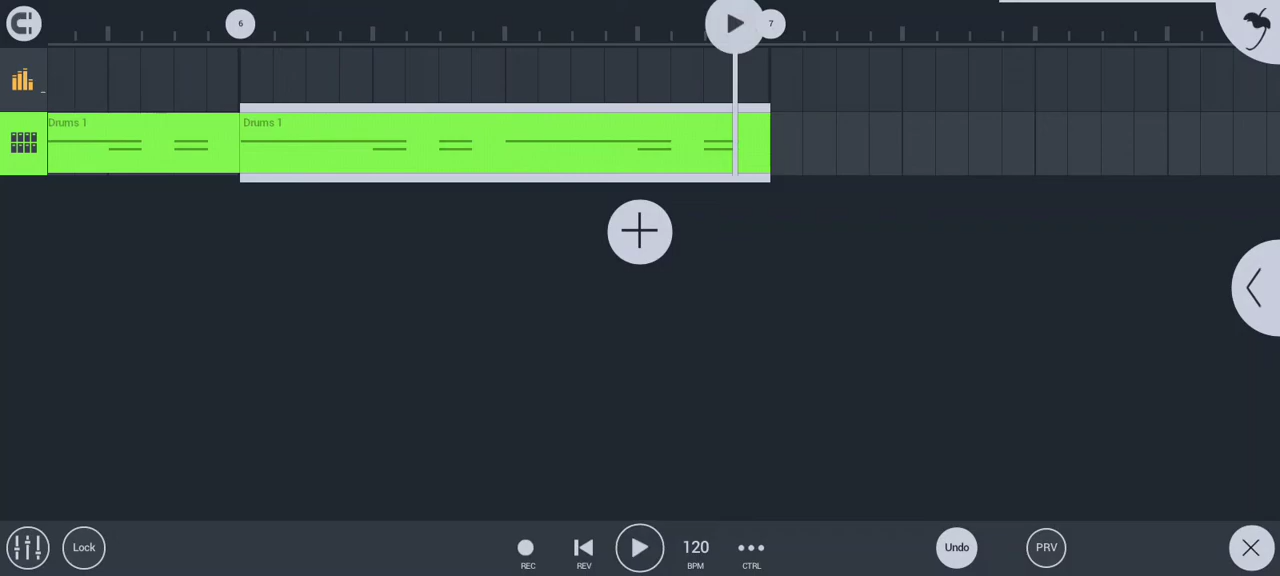 6
7
Drums 1
Drums 1
Lock
REC
REV
120
BPM
CTRL
Undo
PRV